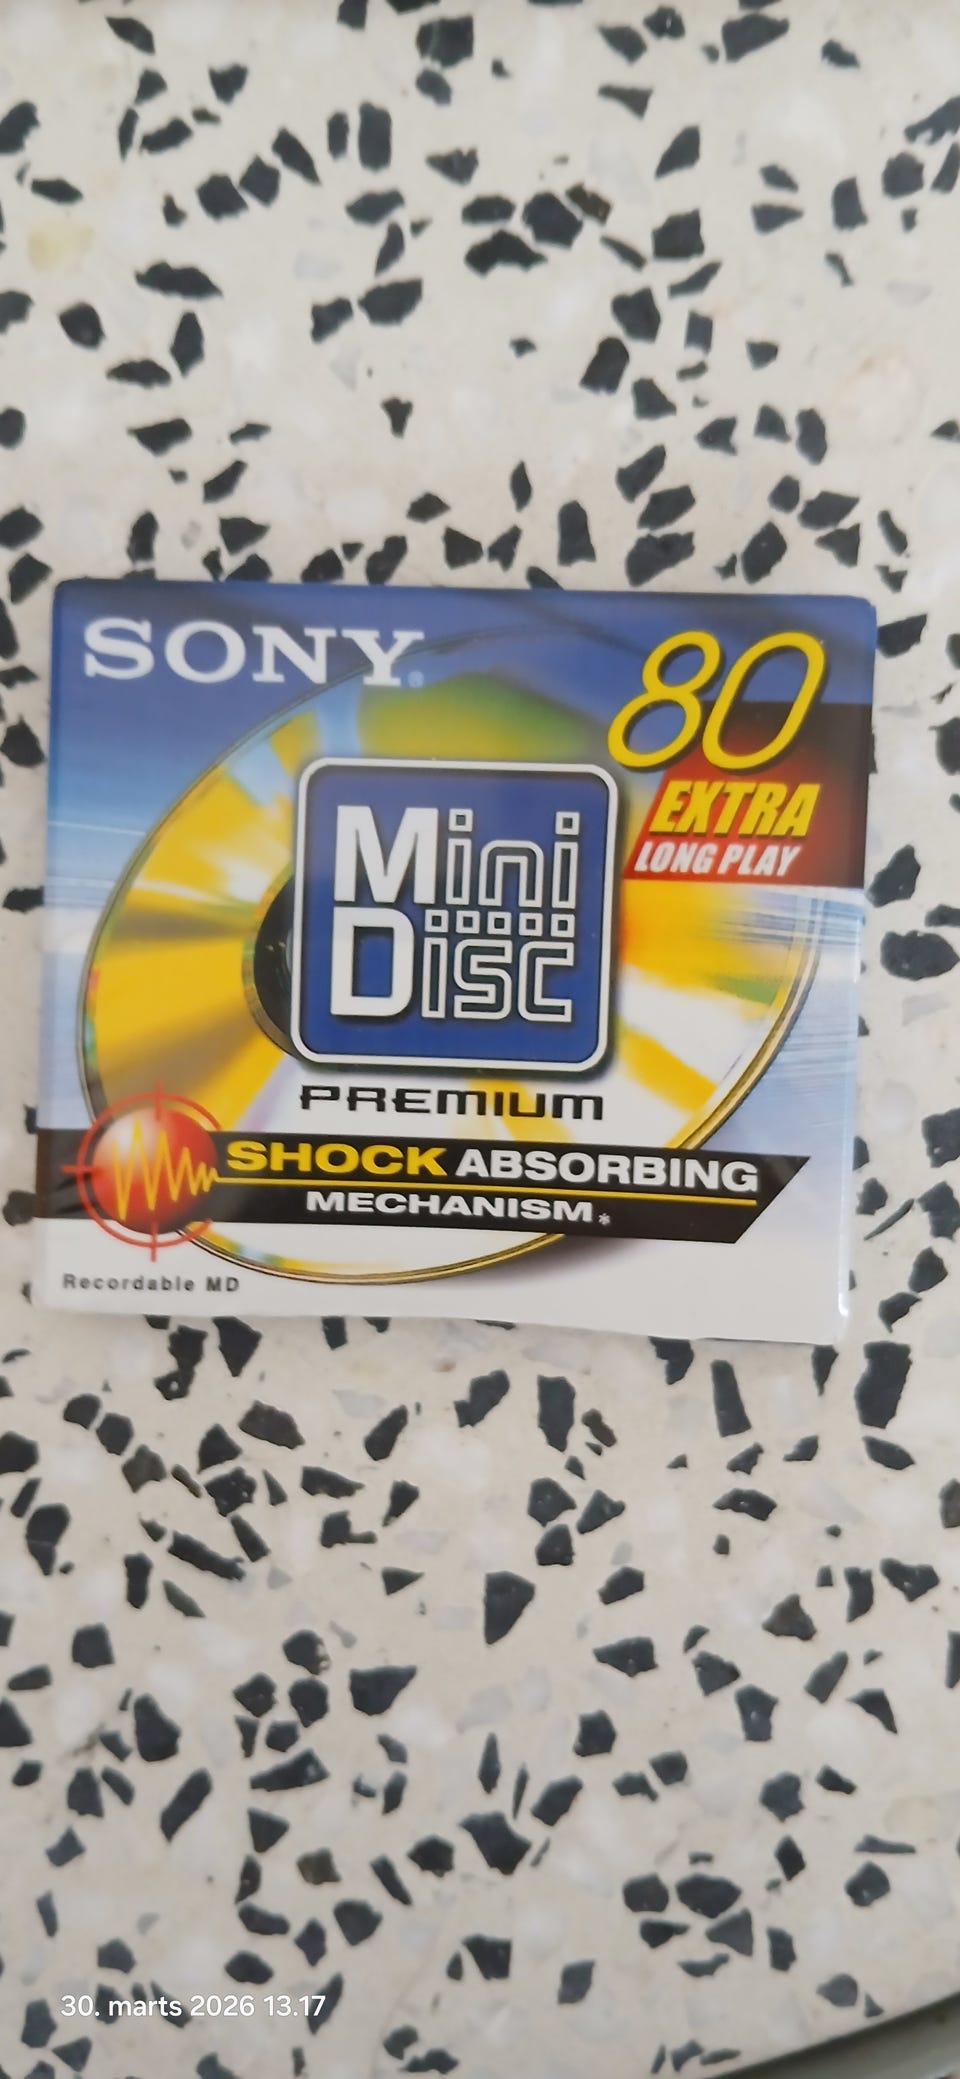 SONY®
80
EXTRA
LONG PLAY
Mini
Disc
PREMIUM
SHOCK ABSORBING
MECHANISM*
Recordable MD
30. marts 2026 13.17